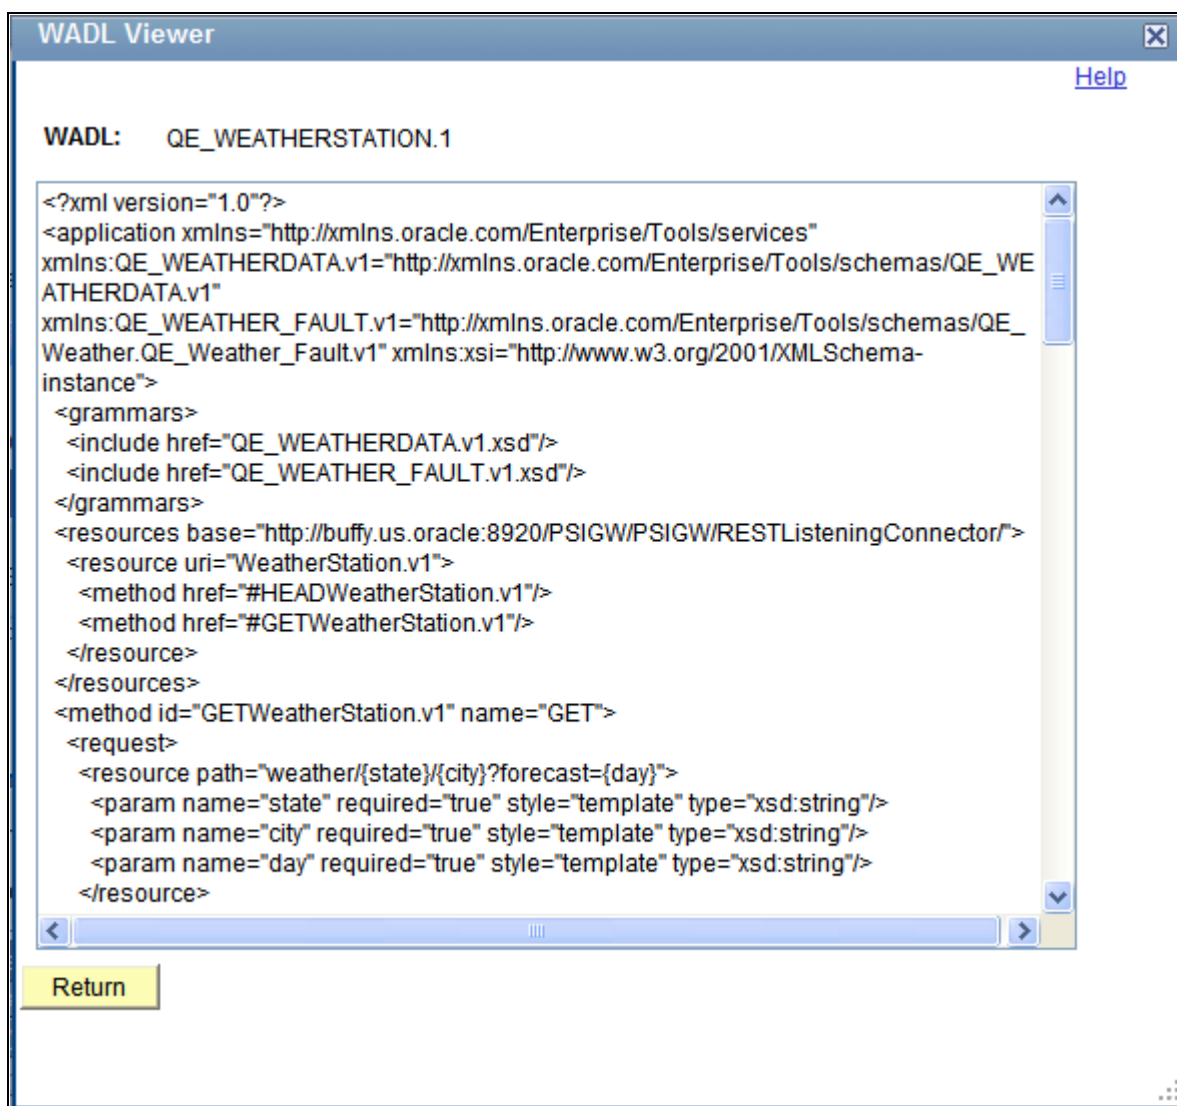 WADL Viewer
Help
WADL: QE_WEATHERSTATION.1
<?xml version="1.0"?>
<application xmlns="http://xmlns.oracle.com/Enterprise/Tools/services"
xmlns:QE_WEATHERDATA.v1="http://xmlns.oracle.com/Enterprise/Tools/schemas/QE_WE
ATHERDATA.v1"
xmlns:QE_WEATHER_FAULT.v1="http://xmlns.oracle.com/Enterprise/Tools/schemas/QE_
Weather.QE_Weather_Fault.v1" xmlns:xsi="http://www.w3.org/2001/XMLSchema-
instance">
<grammars>
<include href="QE_WEATHERDATA.v1.xsd"/>
<include href="QE_WEATHER_FAULT.v1.xsd"/>
</grammars>
<resources base="http://buffy.us.oracle:8920/PSIGW/PSIGW/RESTListeningConnector/">
<resource uri="WeatherStation.v1">
<method href="#HEADWeatherStation.v1"/>
<method href="#GETWeatherStation.v1"/>
</resource>
</resources>
<method id="GETWeatherStation.v1" name="GET">
<request>
<resource path="weather/{state}/{city}?forecast={day}">
<param name="state" required="true" style="template" type="xsd:string"/>
<param name="city" required="true" style="template" type="xsd:string"/>
<param name="day" required="true" style="template" type="xsd:string"/>
</resource>
Return